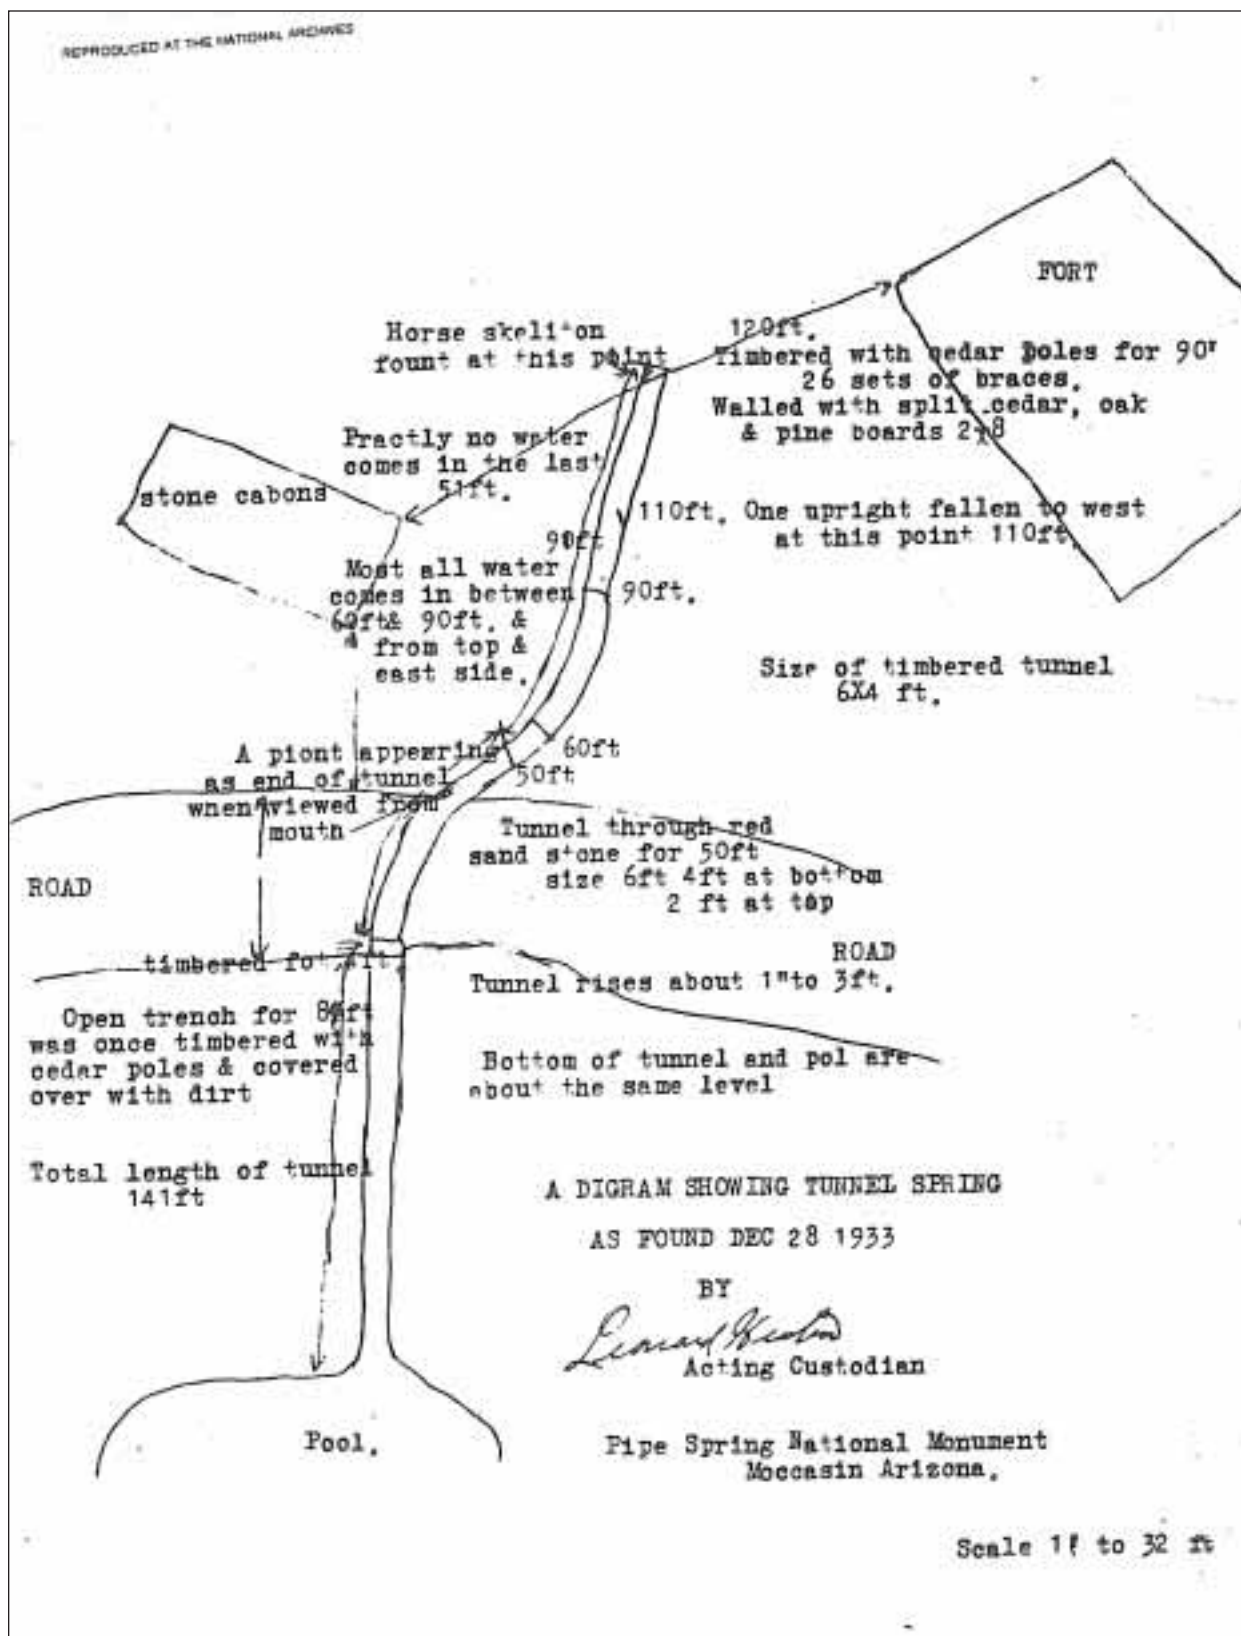 REPRODUCED AT THE NATIONAL ARCHIVES
FORT
Horse skeliton
fount at this point
120ft.
Timbered with cedar poles for 90'
26 sets of braces.
Walled with split cedar, oak
& pine boards
Practly no water
comes in the last
51ft.
stone cabons
110ft. One upright fallen to west
at this point 110ft.
90ft
Most all water
comes in between
60ft& 90ft. &
from top &
east side.
90ft.
Size of timbered tunnel
6X4 ft.
A piont appearing
as end of tunnel
when viewed from
mouth
60ft
50ft
Tunnel through red
sand stone for 50ft
size 6ft 4ft at bottom
2 ft at top
ROAD
ROAD
timbered
Tunnel rises about 1"to 3ft.
Open trench for
was once timbered with
cedar poles & covered
over with dirt
Bottom of tunnel and pol are
about the same level
Total length of tunnel
141ft
A DIGRAM SHOWING TUNNEL SPRING
AS FOUND DEC 28 1933
BY
Leonard Heaton
Acting Custodian
Pool.
Pipe Spring National Monument
Moccasin Arizona.
Scale 1" to 32 ft